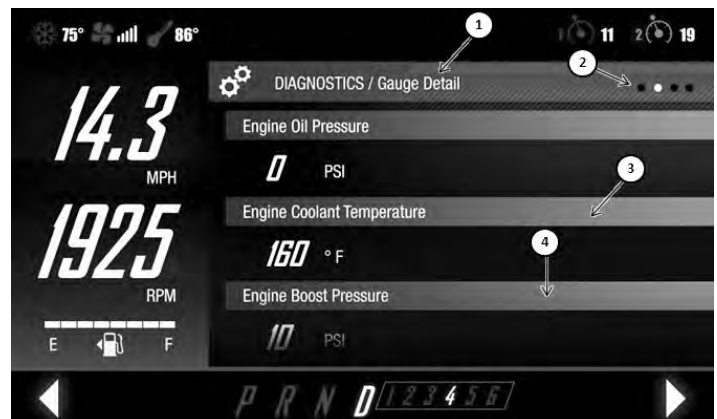 75° 86° 1 11 2 19
1
2
DIAGNOSTICS / Gauge Detail
14.3
MPH
Engine Oil Pressure
0 PSI
3
Engine Coolant Temperature
160 ° F
4
1925
RPM
Engine Boost Pressure
10 PSI
E F
P R N D 1 2 3 4 5 6